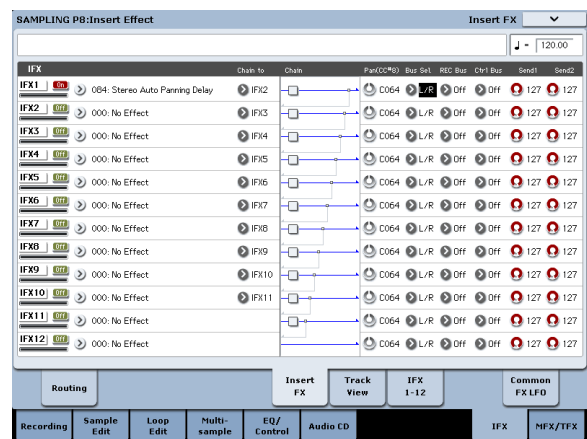 SAMPLING P8:Insert Effect Insert FX
♩ = 120.00
IFX Chain to Chain Pan(CC#8) Bus Sel. REC Bus Ctrl Bus Send1 Send2
IFX1 On 084: Stereo Auto Panning Delay IFX2 C064 L/R Off Off 127 127
IFX2 Off 000: No Effect IFX3 C064 L/R Off Off 127 127
IFX3 Off 000: No Effect IFX4 C064 L/R Off Off 127 127
IFX4 Off 000: No Effect IFX5 C064 L/R Off Off 127 127
IFX5 Off 000: No Effect IFX6 C064 L/R Off Off 127 127
IFX6 Off 000: No Effect IFX7 C064 L/R Off Off 127 127
IFX7 Off 000: No Effect IFX8 C064 L/R Off Off 127 127
IFX8 Off 000: No Effect IFX9 C064 L/R Off Off 127 127
IFX9 Off 000: No Effect IFX10 C064 L/R Off Off 127 127
IFX10 Off 000: No Effect IFX11 C064 L/R Off Off 127 127
IFX11 Off 000: No Effect C064 L/R Off Off 127 127
IFX12 Off 000: No Effect C064 L/R Off Off 127 127
Routing Insert FX Track View IFX 1-12 Common FX LFO
Recording Sample Edit Loop Edit Multi-sample EQ/Control Audio CD IFX MFX/TFX